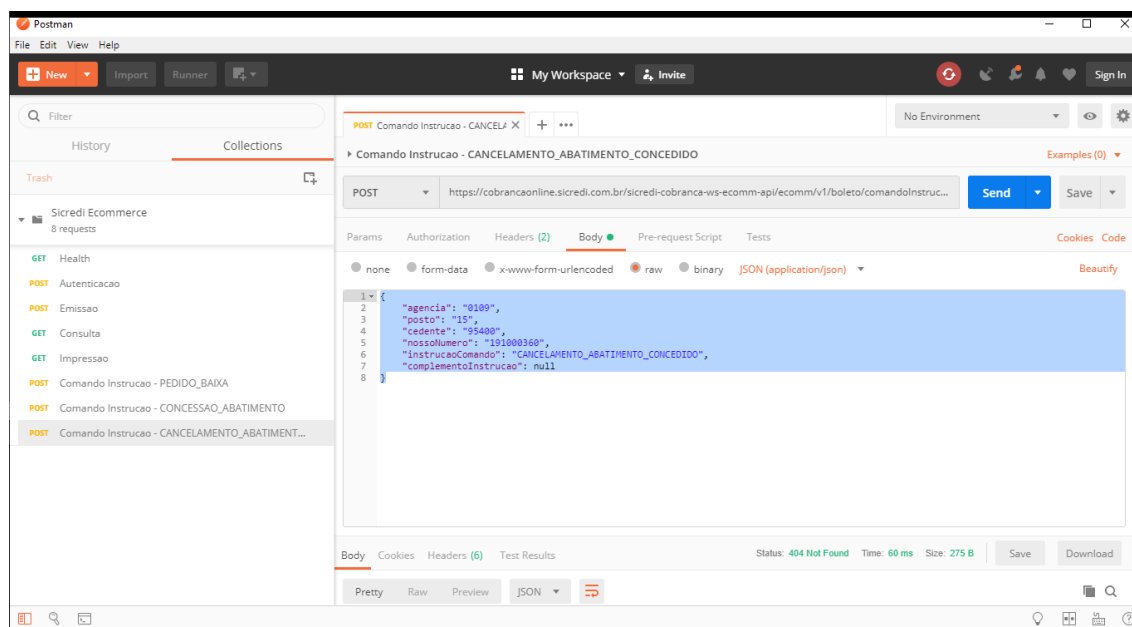 Postman
File Edit View Help
New Import Runner My Workspace Invite Sign In
Filter
History Collections
Trash
Sicredi Ecommerce
8 requests
GET Health
POST Autenticacao
POST Emissao
GET Consulta
GET Impressao
POST Comando Instrucao - PEDIDO_BAIXA
POST Comando Instrucao - CONCESSAO_ABATIMENTO
POST Comando Instrucao - CANCELAMENTO_ABATIMENT...
POST Comando Instrucao - CANCEL
No Environment
Comando Instrucao - CANCELAMENTO_ABATIMENTO_CONCEDIDO Examples (0)
POST https://cobrancaonline.sicredi.com.br/sicredi-cobranca-ws-ecomm-api/ecomm/v1/boleto/comandoInstruc... Send Save
Params Authorization Headers (2) Body Pre-request Script Tests Cookies Code
none form-data x-www-form-urlencoded raw binary JSON (application/json) Beautify
1 {
2 "agencia": "0109",
3 "posto": "15",
4 "cedente": "95400",
5 "nossoNumero": "191000360",
6 "instrucaoComando": "CANCELAMENTO_ABATIMENTO_CONCEDIDO",
7 "complementoInstrucao": null
8 }
Body Cookies Headers (6) Test Results Status: 404 Not Found Time: 60 ms Size: 275 B Save Download
Pretty Raw Preview JSON